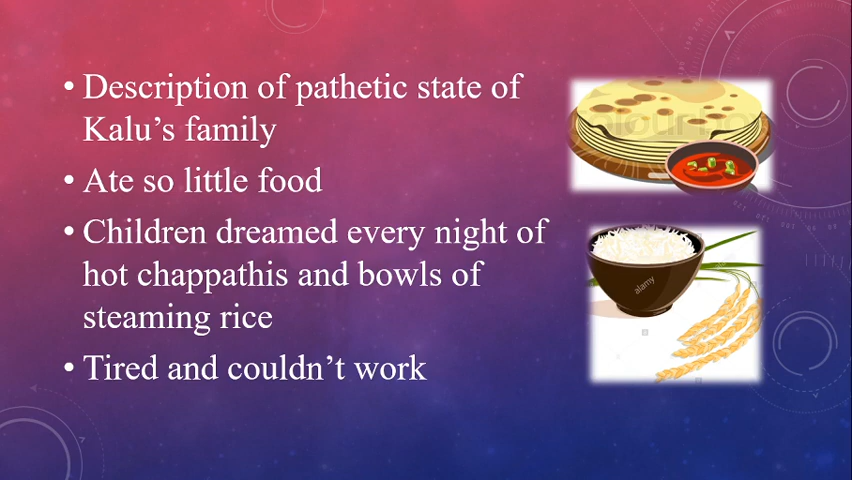 • Description of pathetic state of
Kalu’s family
• Ate so little food
• Children dreamed every night of
hot chappathis and bowls of
steaming rice
• Tired and couldn’t work
alamy